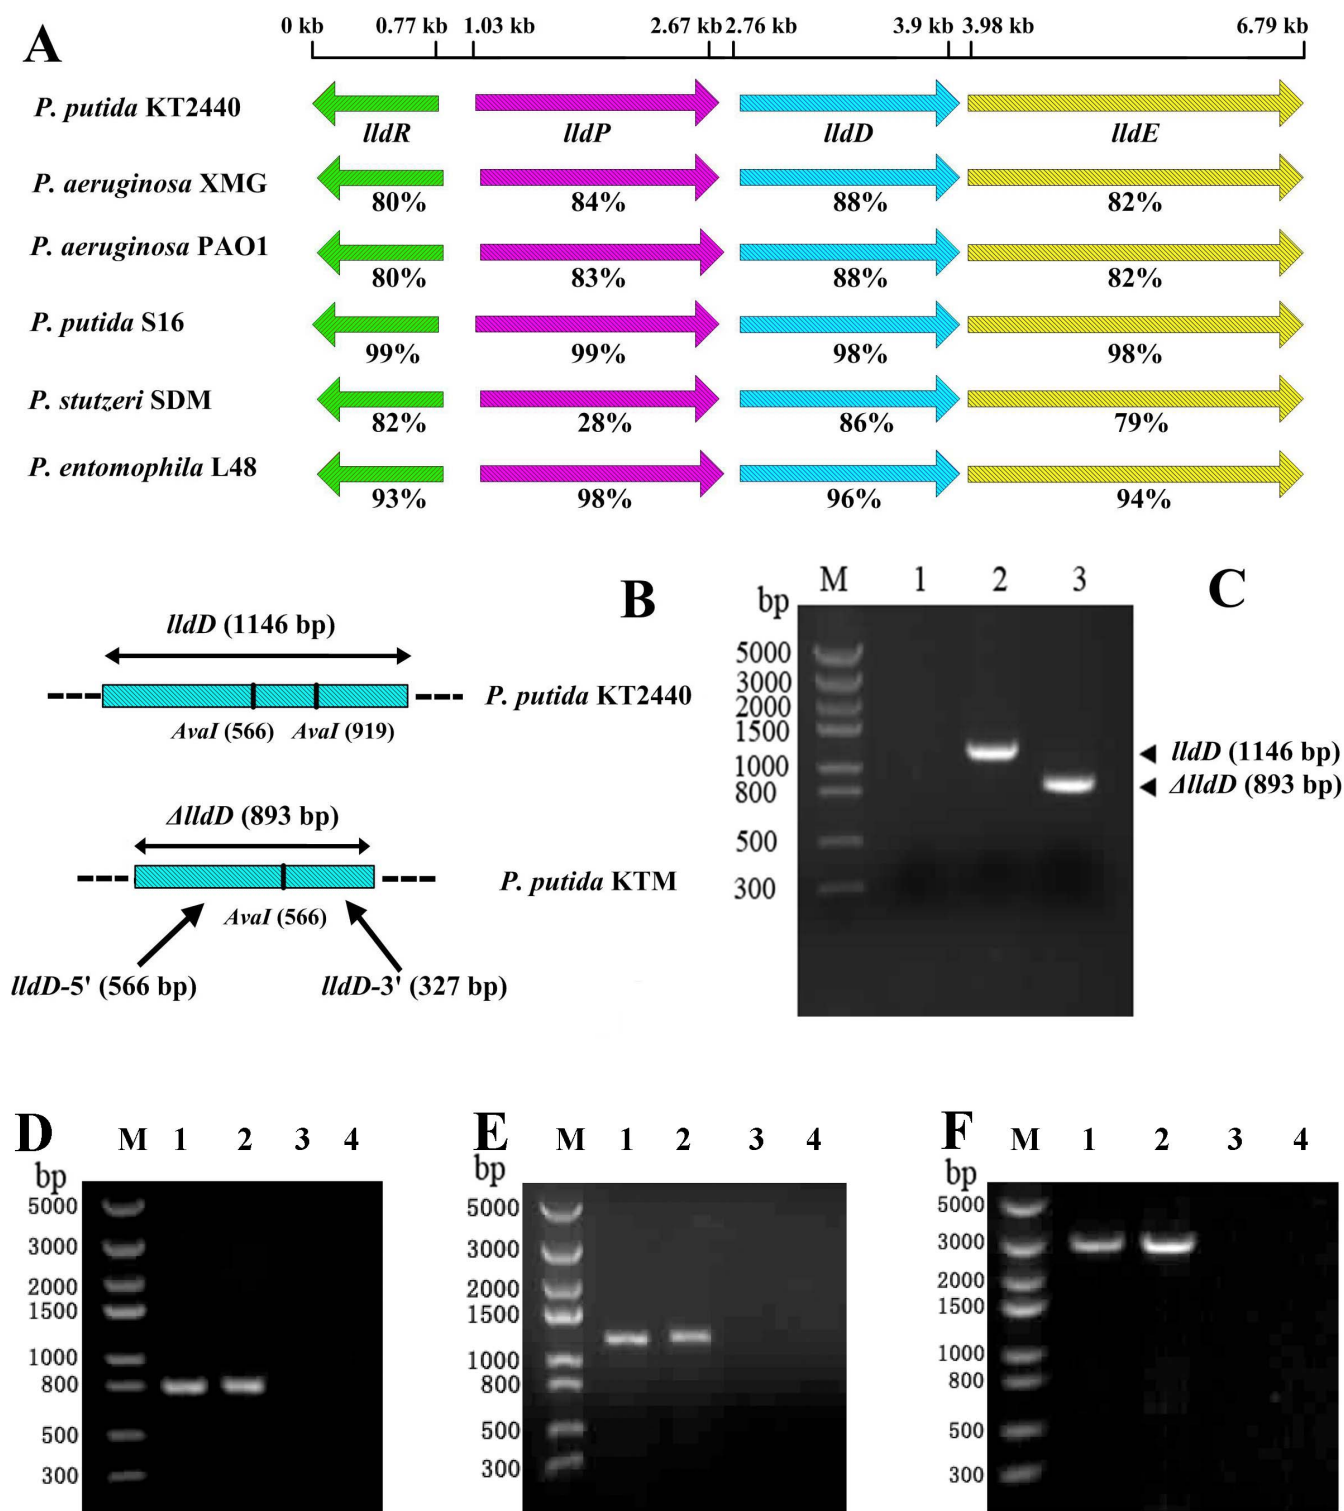 A
0 kb 0.77 kb 1.03 kb 2.67 kb 2.76 kb 3.9 kb 3.98 kb 6.79 kb
P. putida KT2440
lldR lldP lldD lldE
P. aeruginosa XMG
80% 84% 88% 82%
P. aeruginosa PAO1
80% 83% 88% 82%
P. putida S16
99% 99% 98% 98%
P. stutzeri SDM
82% 28% 86% 79%
P. entomophila L48
93% 98% 96% 94%
B
lldD (1146 bp)
P. putida KT2440
AvaI (566) AvaI (919)
ΔlldD (893 bp)
P. putida KTM
AvaI (566)
lldD-5' (566 bp) lldD-3' (327 bp)
C
M 1 2 3
bp
5000
3000
2000
1500
1000
800
500
300
lldD (1146 bp)
ΔlldD (893 bp)
D
M 1 2 3 4
bp
5000
3000
2000
1500
1000
800
500
300
E
M 1 2 3 4
bp
5000
3000
2000
1500
1000
800
500
300
F
M 1 2 3 4
bp
5000
3000
2000
1500
1000
800
500
300